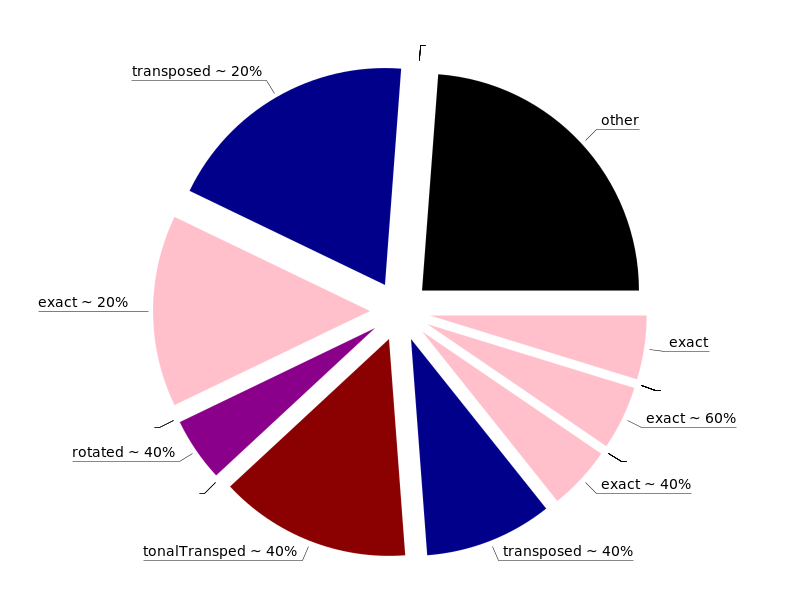 transposed ~ 20%
other
exact ~ 20%
exact
exact ~ 60%
rotated ~ 40%
exact ~ 40%
tonalTransped ~ 40%
transposed ~ 40%